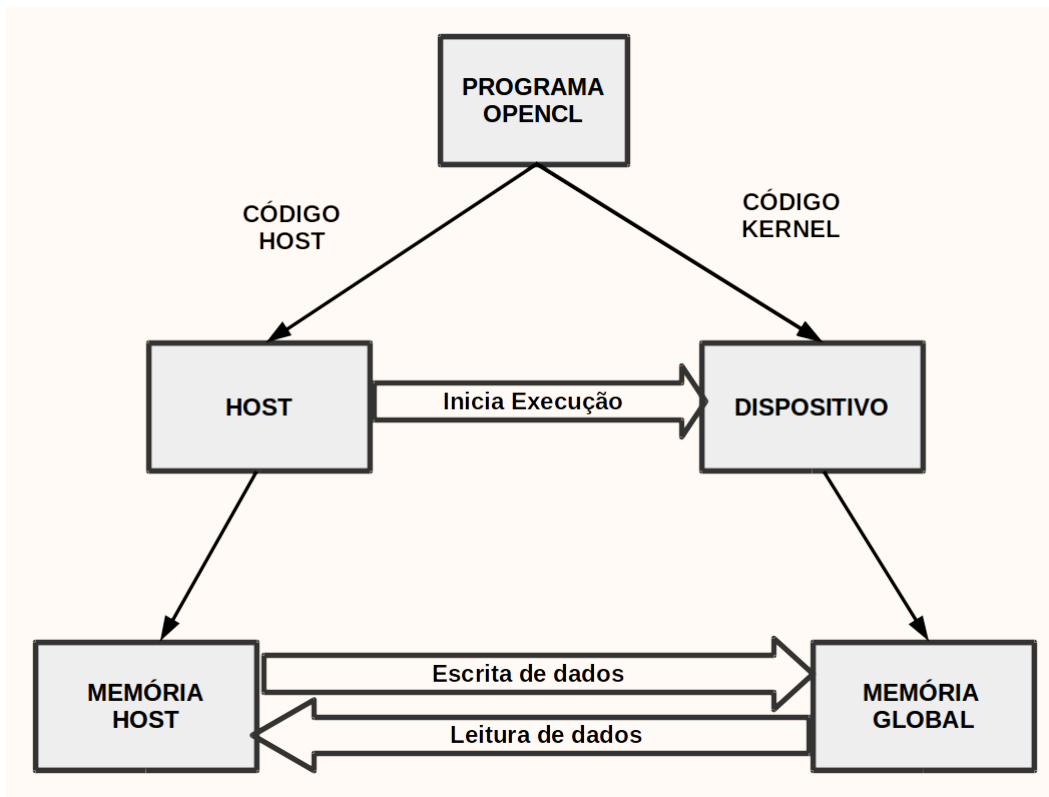 PROGRAMA
OPENCL
CÓDIGO
HOST
CÓDIGO
KERNEL
HOST
Inicia Execução
DISPOSITIVO
MEMÓRIA
HOST
Escrita de dados
Leitura de dados
MEMÓRIA
GLOBAL